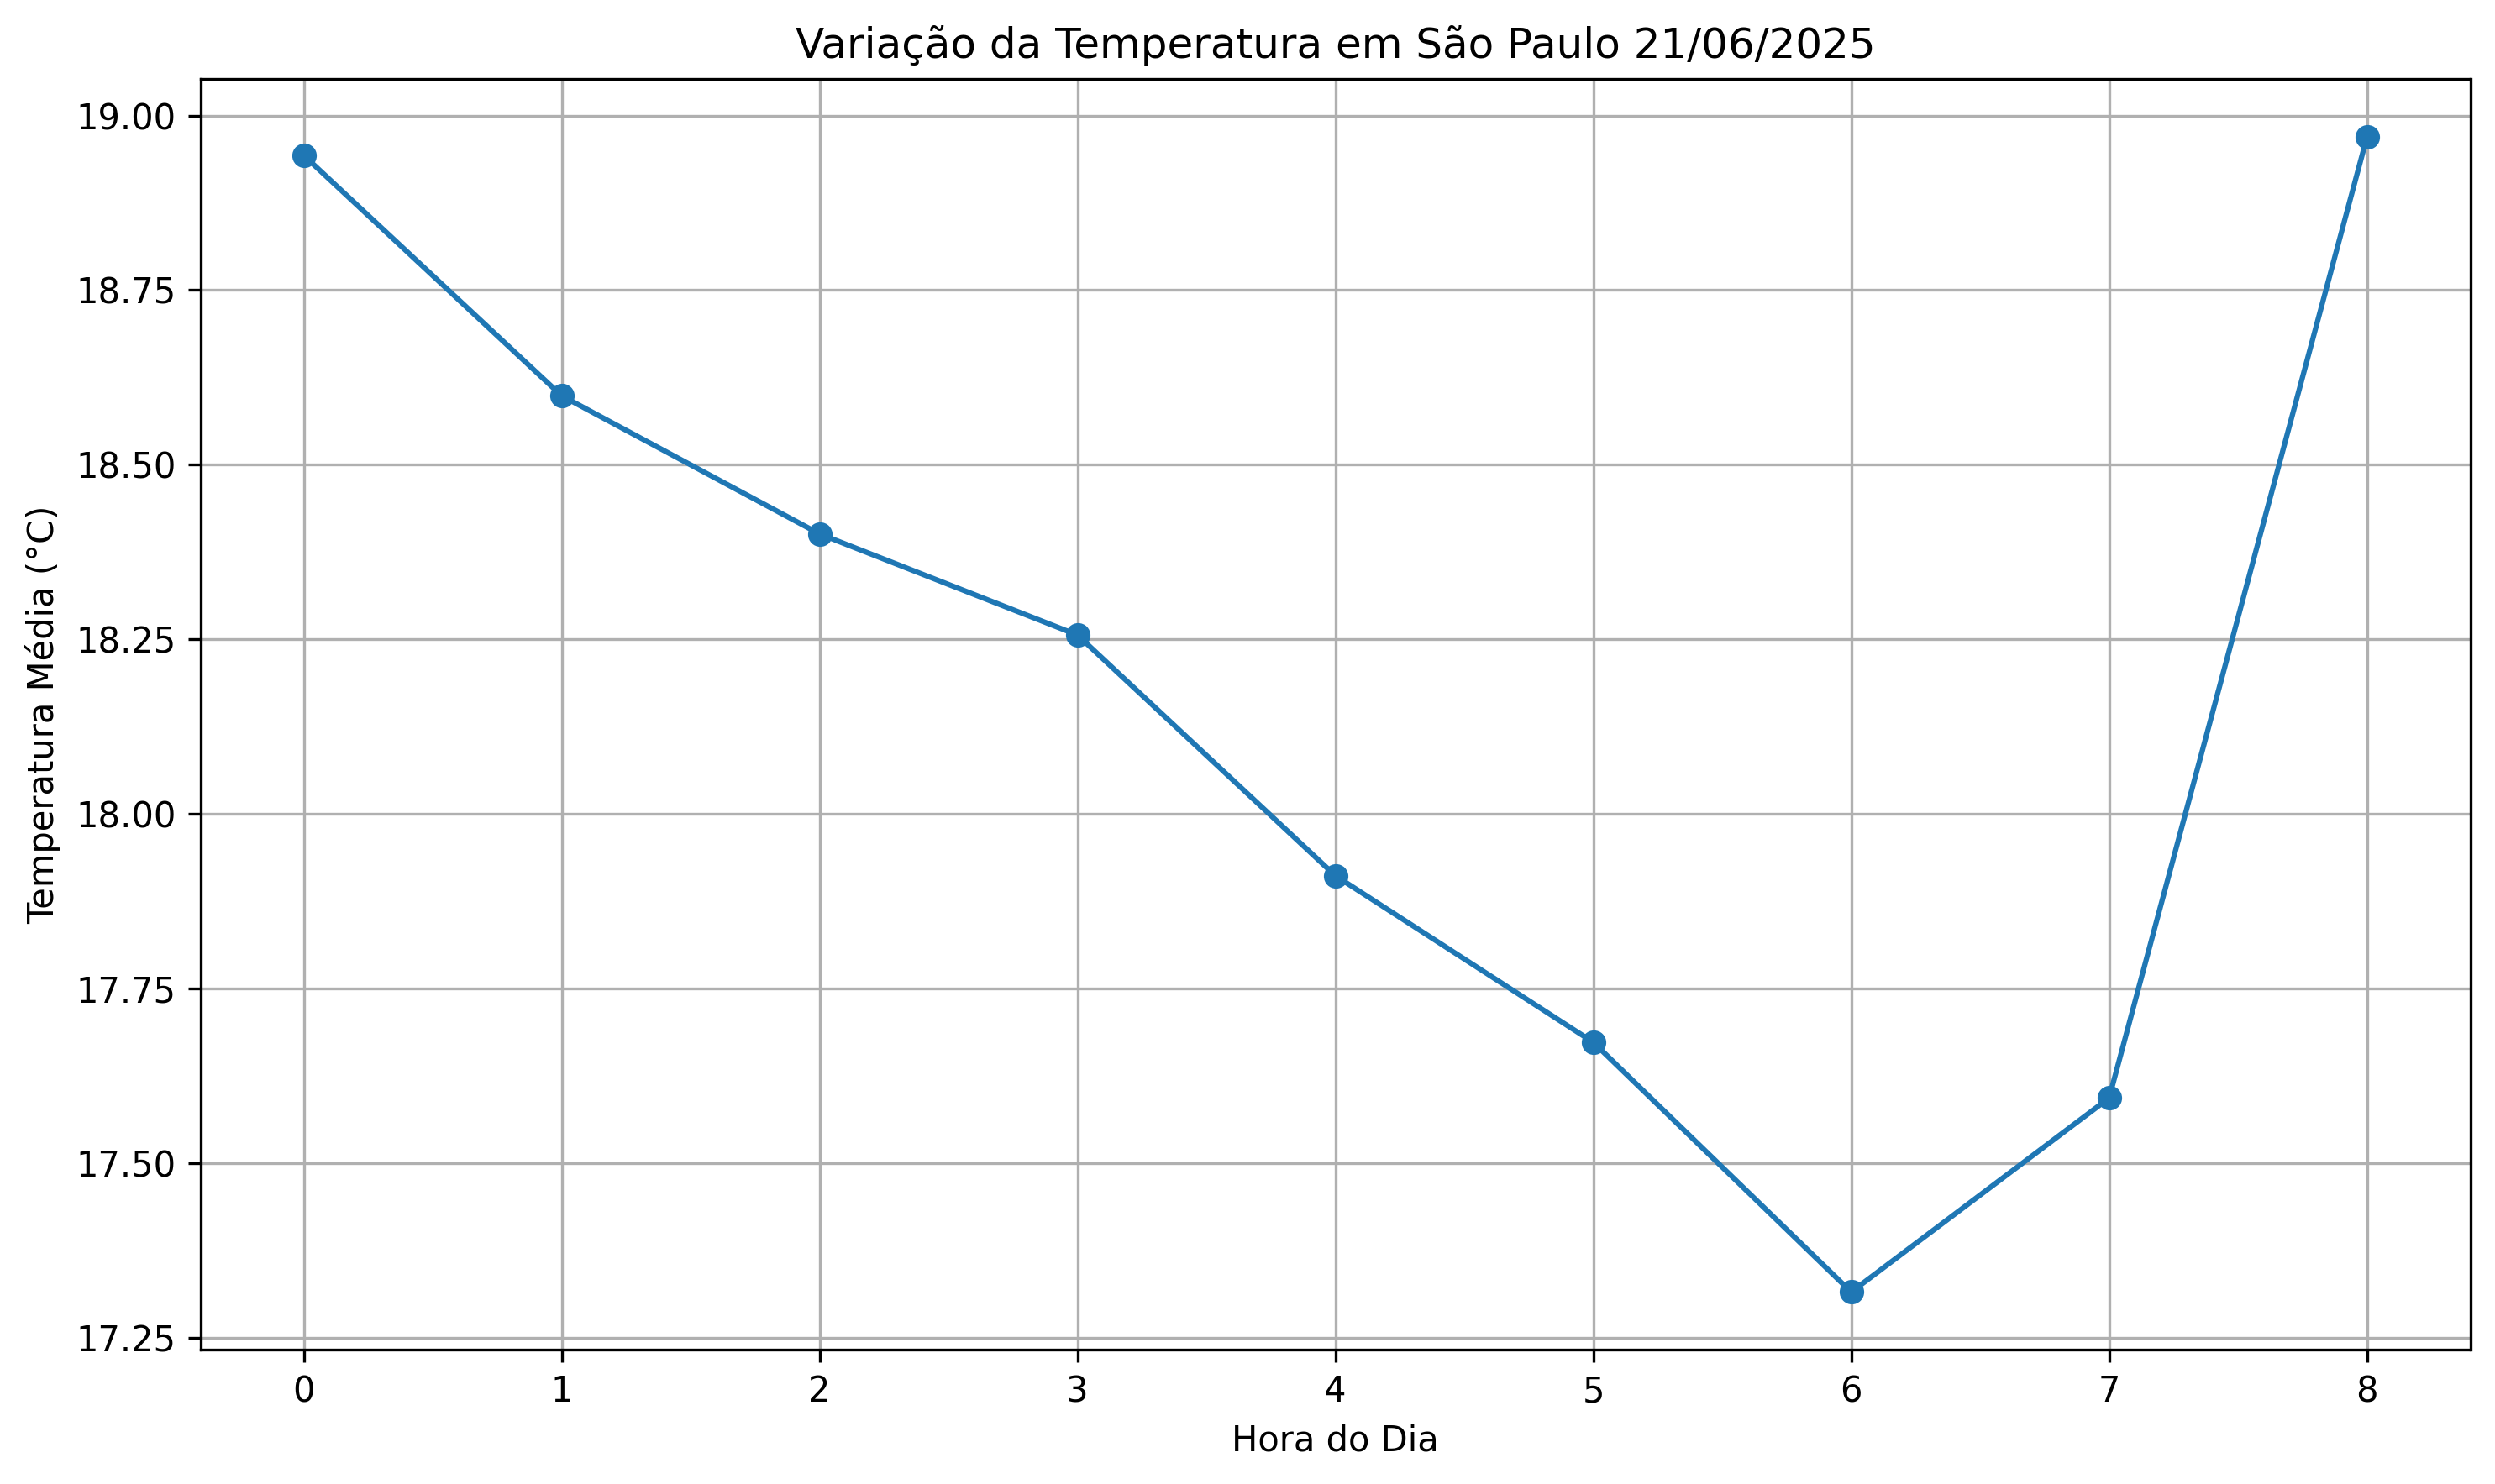 Variação da Temperatura em São Paulo 21/06/2025
19.00
18.75
18.50
18.25
18.00
17.75
17.50
17.25
Temperatura Média (°C)
0 1 2 3 4 5 6 7 8
Hora do Dia